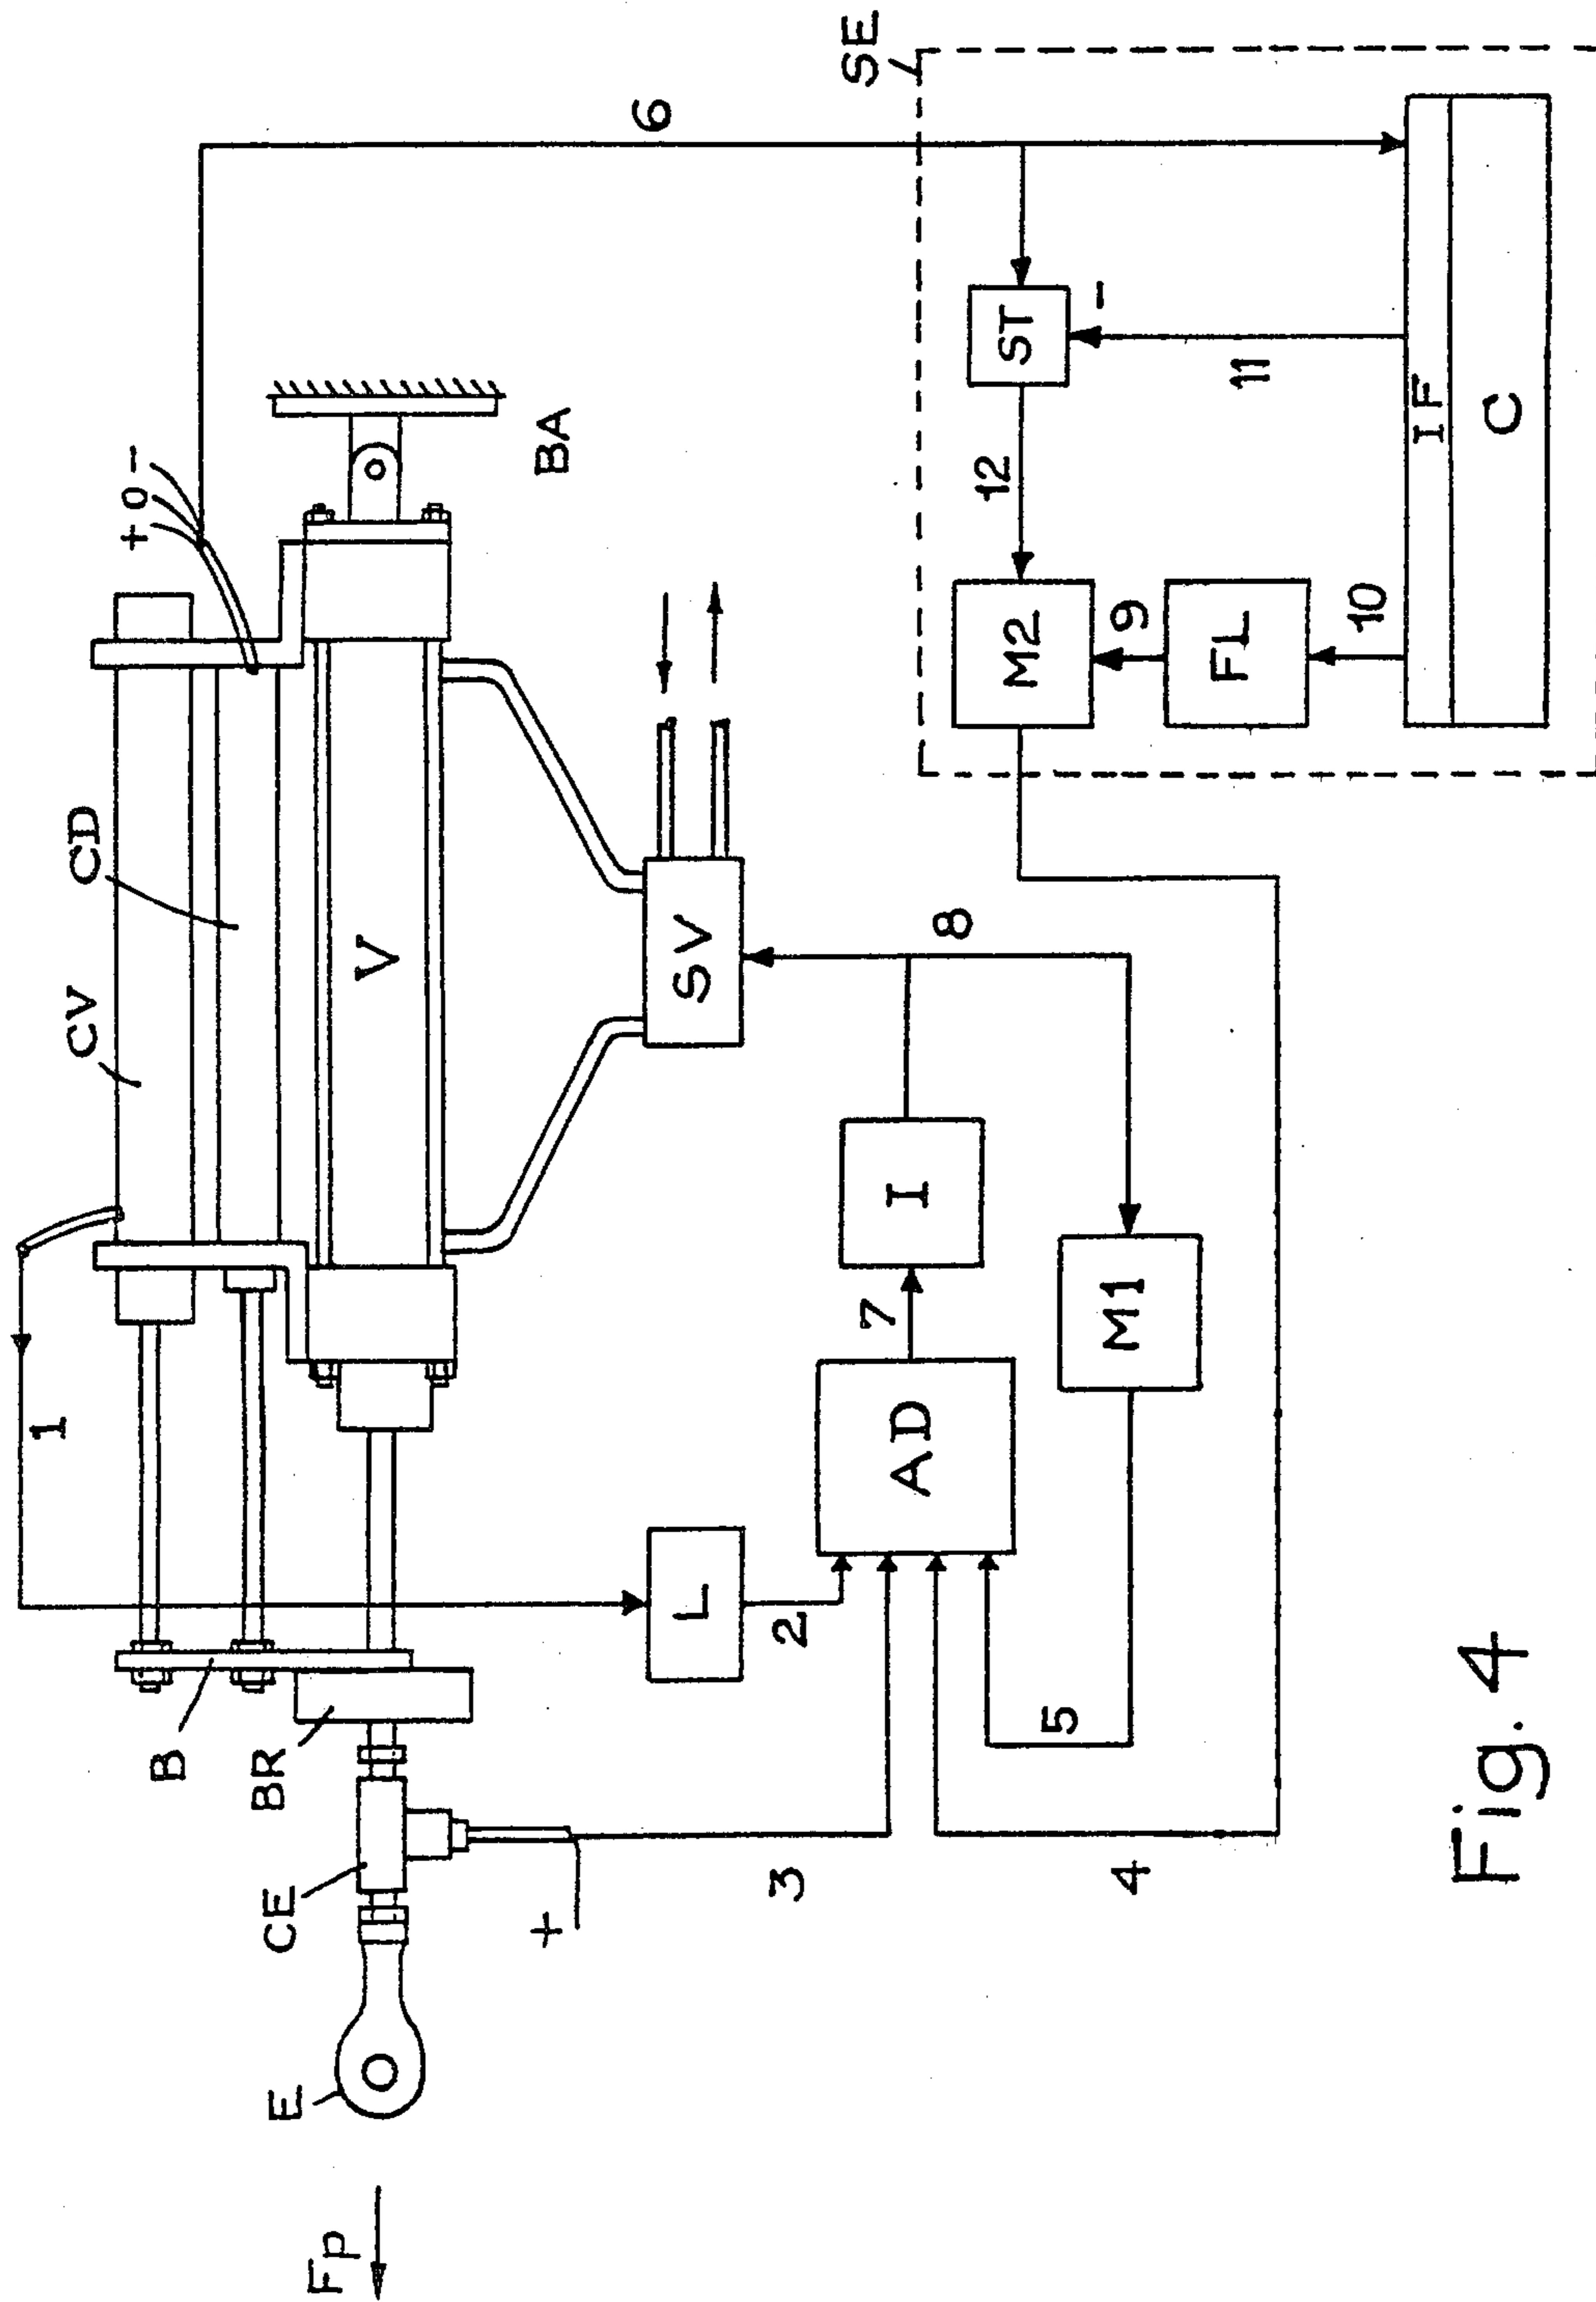 CV
CD
+ 0 -
1
B
BR
V
BA
6
CE
E
Fp
+
SV
L
2
SE
8
I
7
AD
3
M1
5
4
12
ST
-
M2
9
11
FL
10
IF
C
Fig. 4